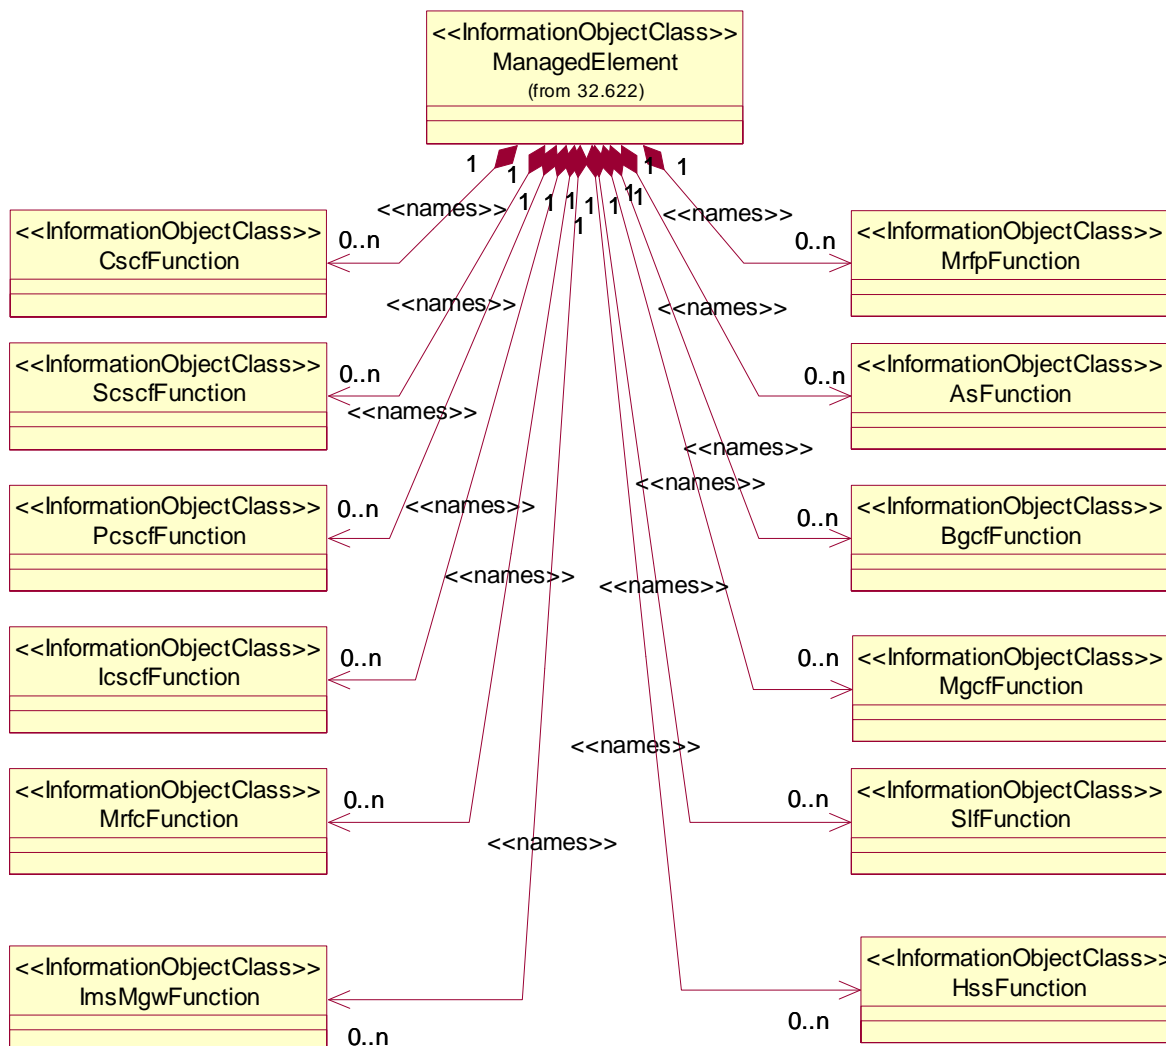 <<InformationObjectClass>>
ManagedElement
(from 32.622)
1
1
1
1
1
1
1
1
1
1
1
1
<<names>>
<<names>>
<<InformationObjectClass>>
CscfFunction
0..n
0..n
<<InformationObjectClass>>
MrfpFunction
<<names>>
<<names>>
<<InformationObjectClass>>
ScscfFunction
0..n
0..n
<<InformationObjectClass>>
AsFunction
<<names>>
<<names>>
<<names>>
<<InformationObjectClass>>
PcscfFunction
0..n
<<names>>
0..n
<<InformationObjectClass>>
BgcfFunction
<<names>>
<<names>>
<<InformationObjectClass>>
IcscfFunction
0..n
0..n
<<InformationObjectClass>>
MgcfFunction
<<names>>
<<InformationObjectClass>>
MrfcFunction
0..n
0..n
<<InformationObjectClass>>
SlfFunction
<<names>>
<<InformationObjectClass>>
ImsMgwFunction
0..n
0..n
<<InformationObjectClass>>
HssFunction